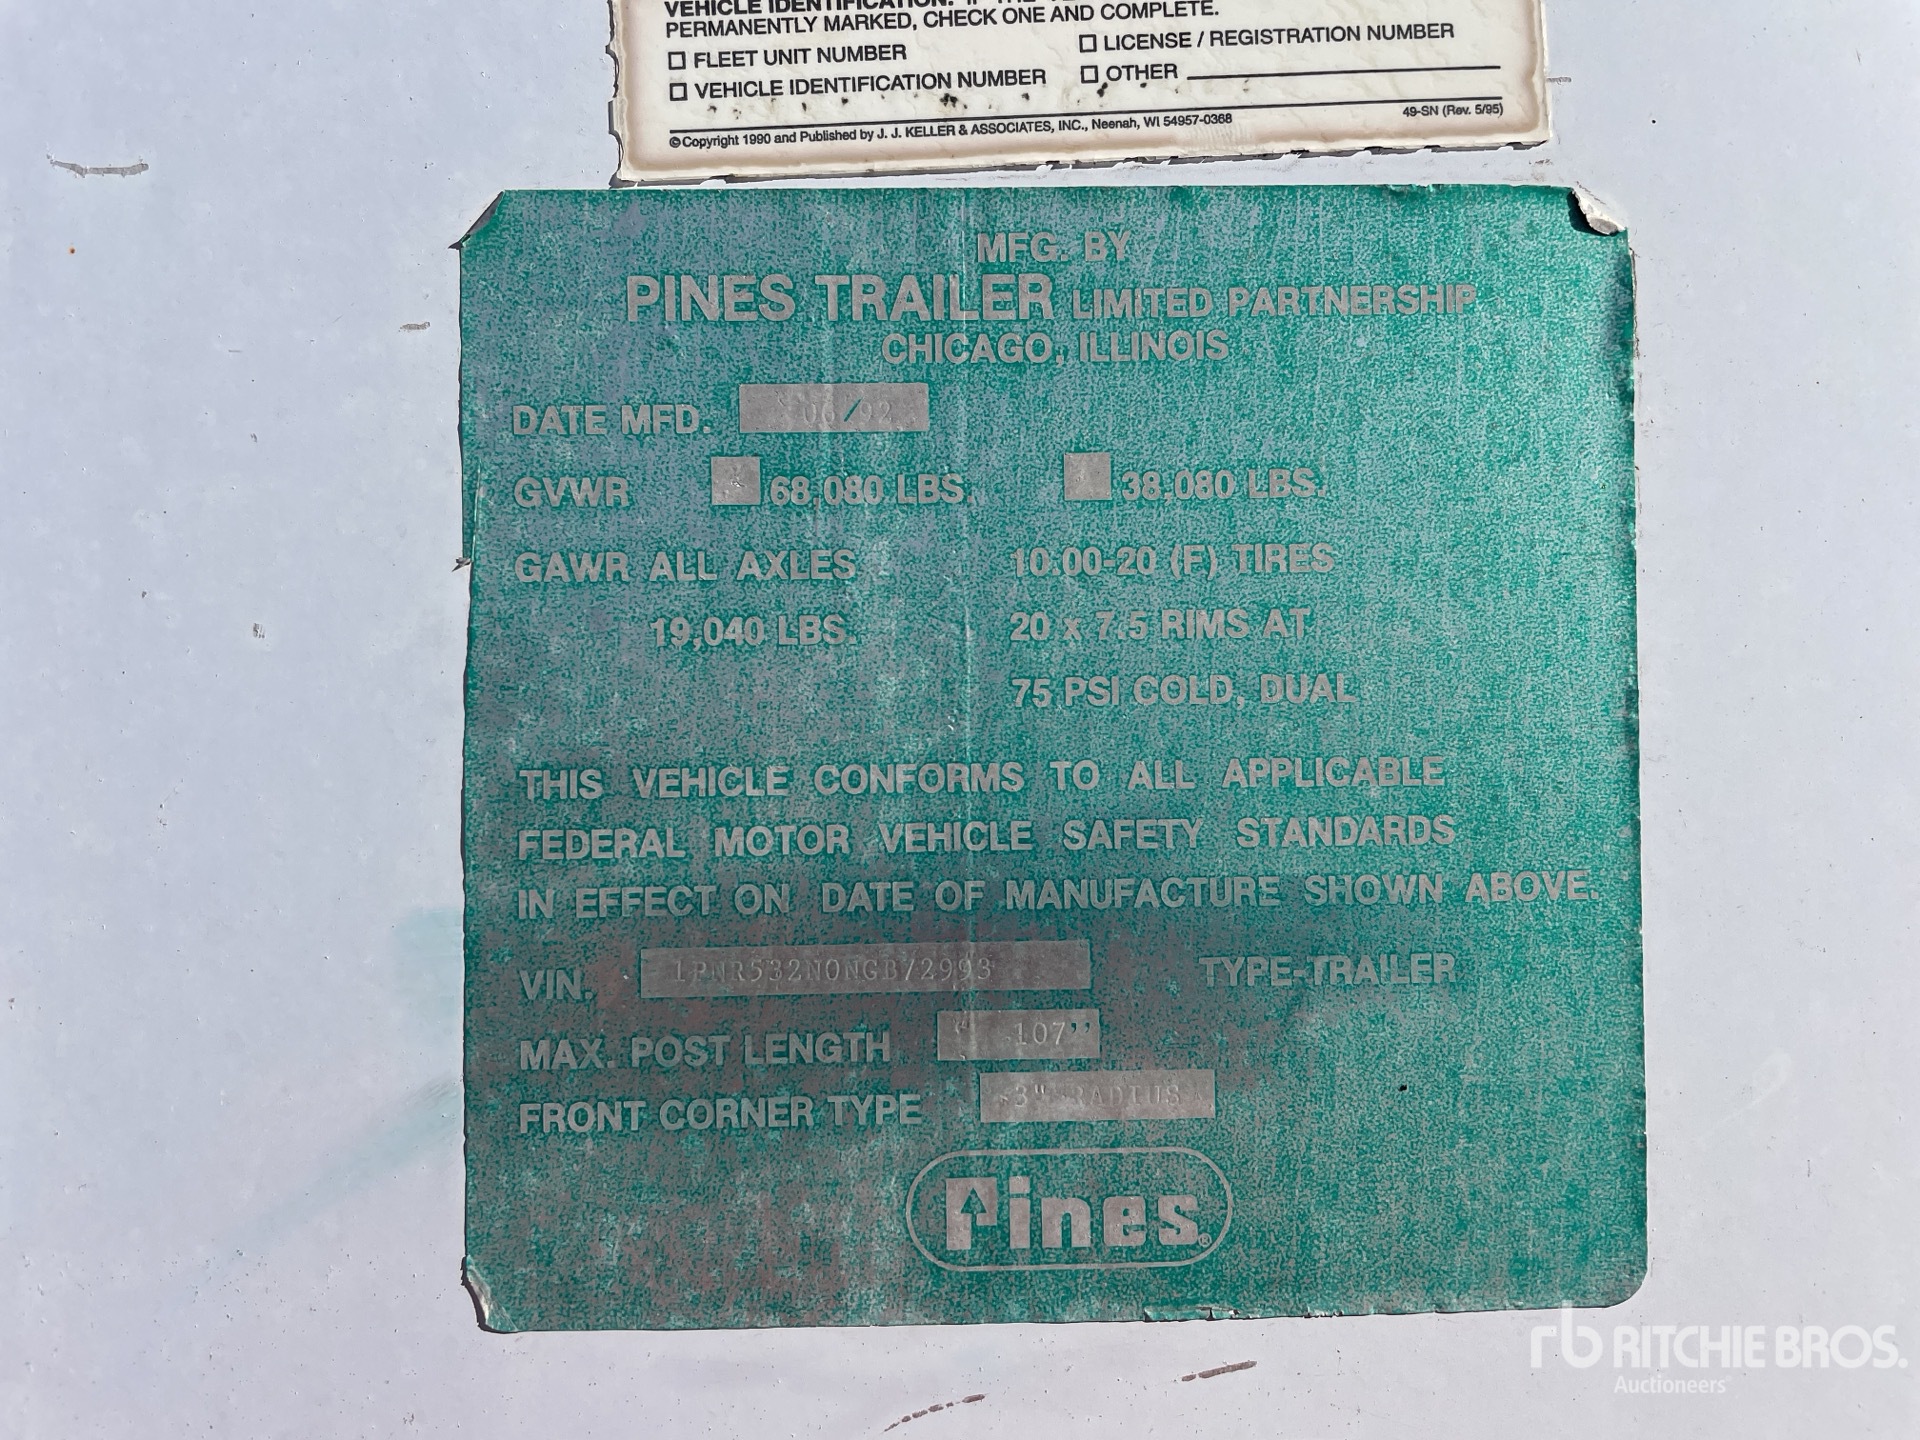 PERMANENTLY MARKED, CHECK ONE AND COMPLETE.
☐ FLEET UNIT NUMBER ☐ LICENSE / REGISTRATION NUMBER
☐ VEHICLE IDENTIFICATION NUMBER ☐ OTHER
© Copyright 1990 and Published by J. J. KELLER & ASSOCIATES, INC., Neenah, WI 54957-0368 49-SN (Rev. 5/95)
MFG. BY
PINES TRAILER LIMITED PARTNERSHIP
CHICAGO, ILLINOIS
DATE MFD. 06/92
GVWR 68,080 LBS. 38,080 LBS.
GAWR ALL AXLES 10.00-20 (F) TIRES
19,040 LBS. 20 x 7.5 RIMS AT
75 PSI COLD, DUAL
THIS VEHICLE CONFORMS TO ALL APPLICABLE
FEDERAL MOTOR VEHICLE SAFETY STANDARDS
IN EFFECT ON DATE OF MANUFACTURE SHOWN ABOVE.
VIN. TYPE-TRAILER
MAX. POST LENGTH 107"
FRONT CORNER TYPE 3" RADIUS
Pines®
rb RITCHIE BROS.
Auctioneers